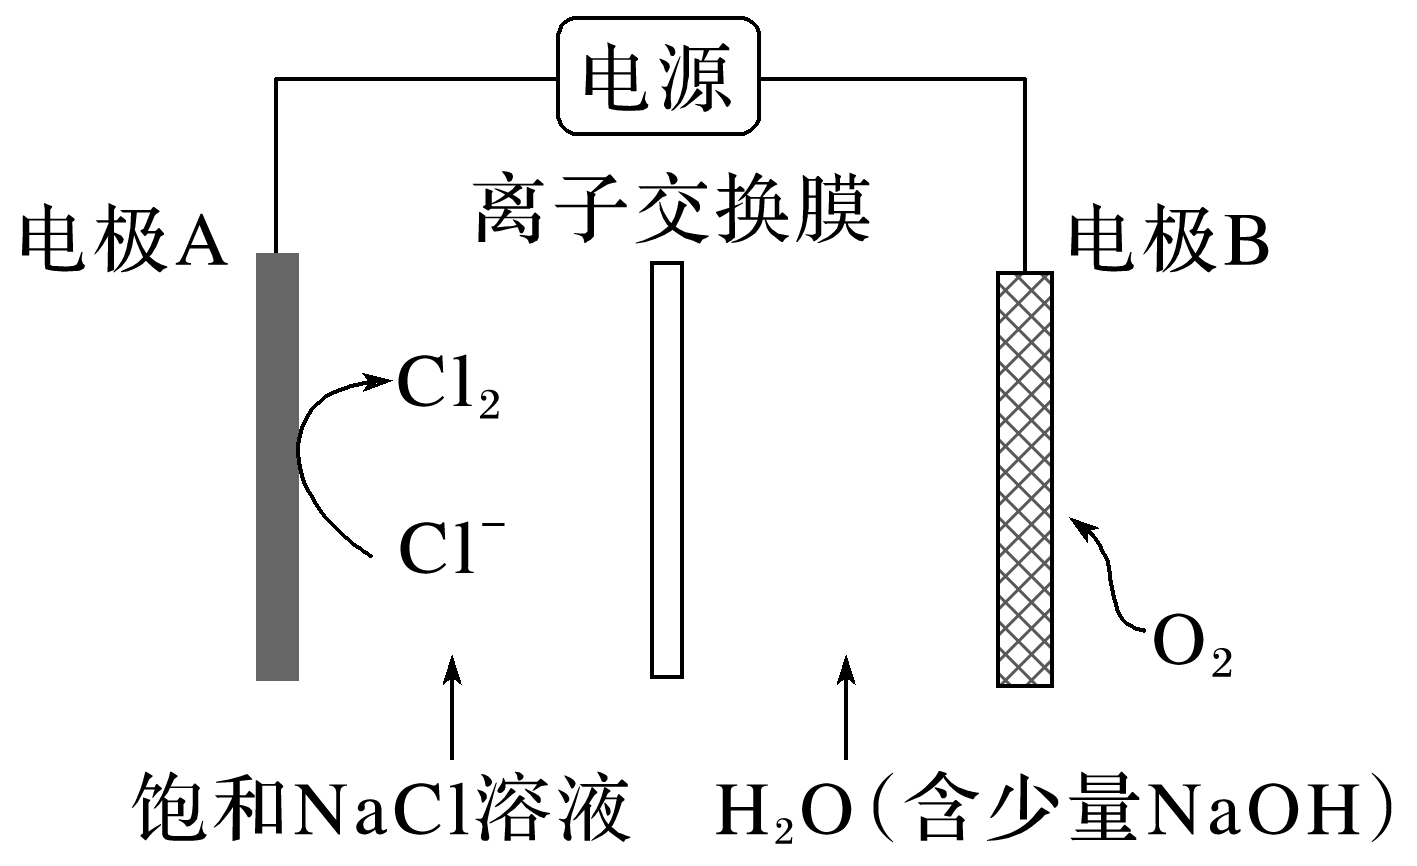 电源
离子交换膜
电极A
电极B
Cl₂
Cl⁻
O₂
饱和NaCl溶液
H₂O(含少量NaOH)